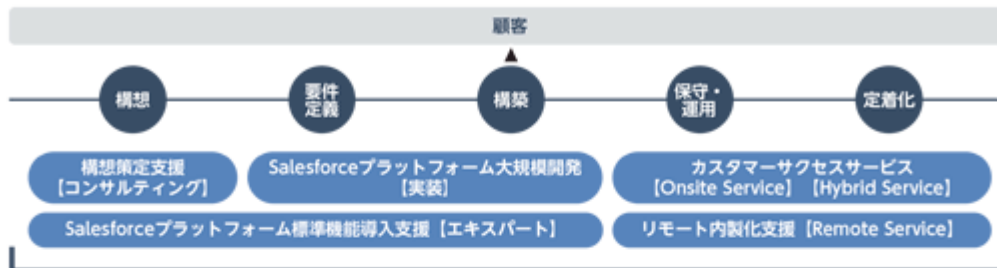 顧客
▲
構想
要件
定義
構築
保守・
運用
定着化
構想策定支援
【コンサルティング】
Salesforceプラットフォーム大規模開発
【実装】
カスタマーサクセスサービス
【Onsite Service】 【Hybrid Service】
Salesforceプラットフォーム標準機能導入支援【エキスパート】
リモート内製化支援【Remote Service】